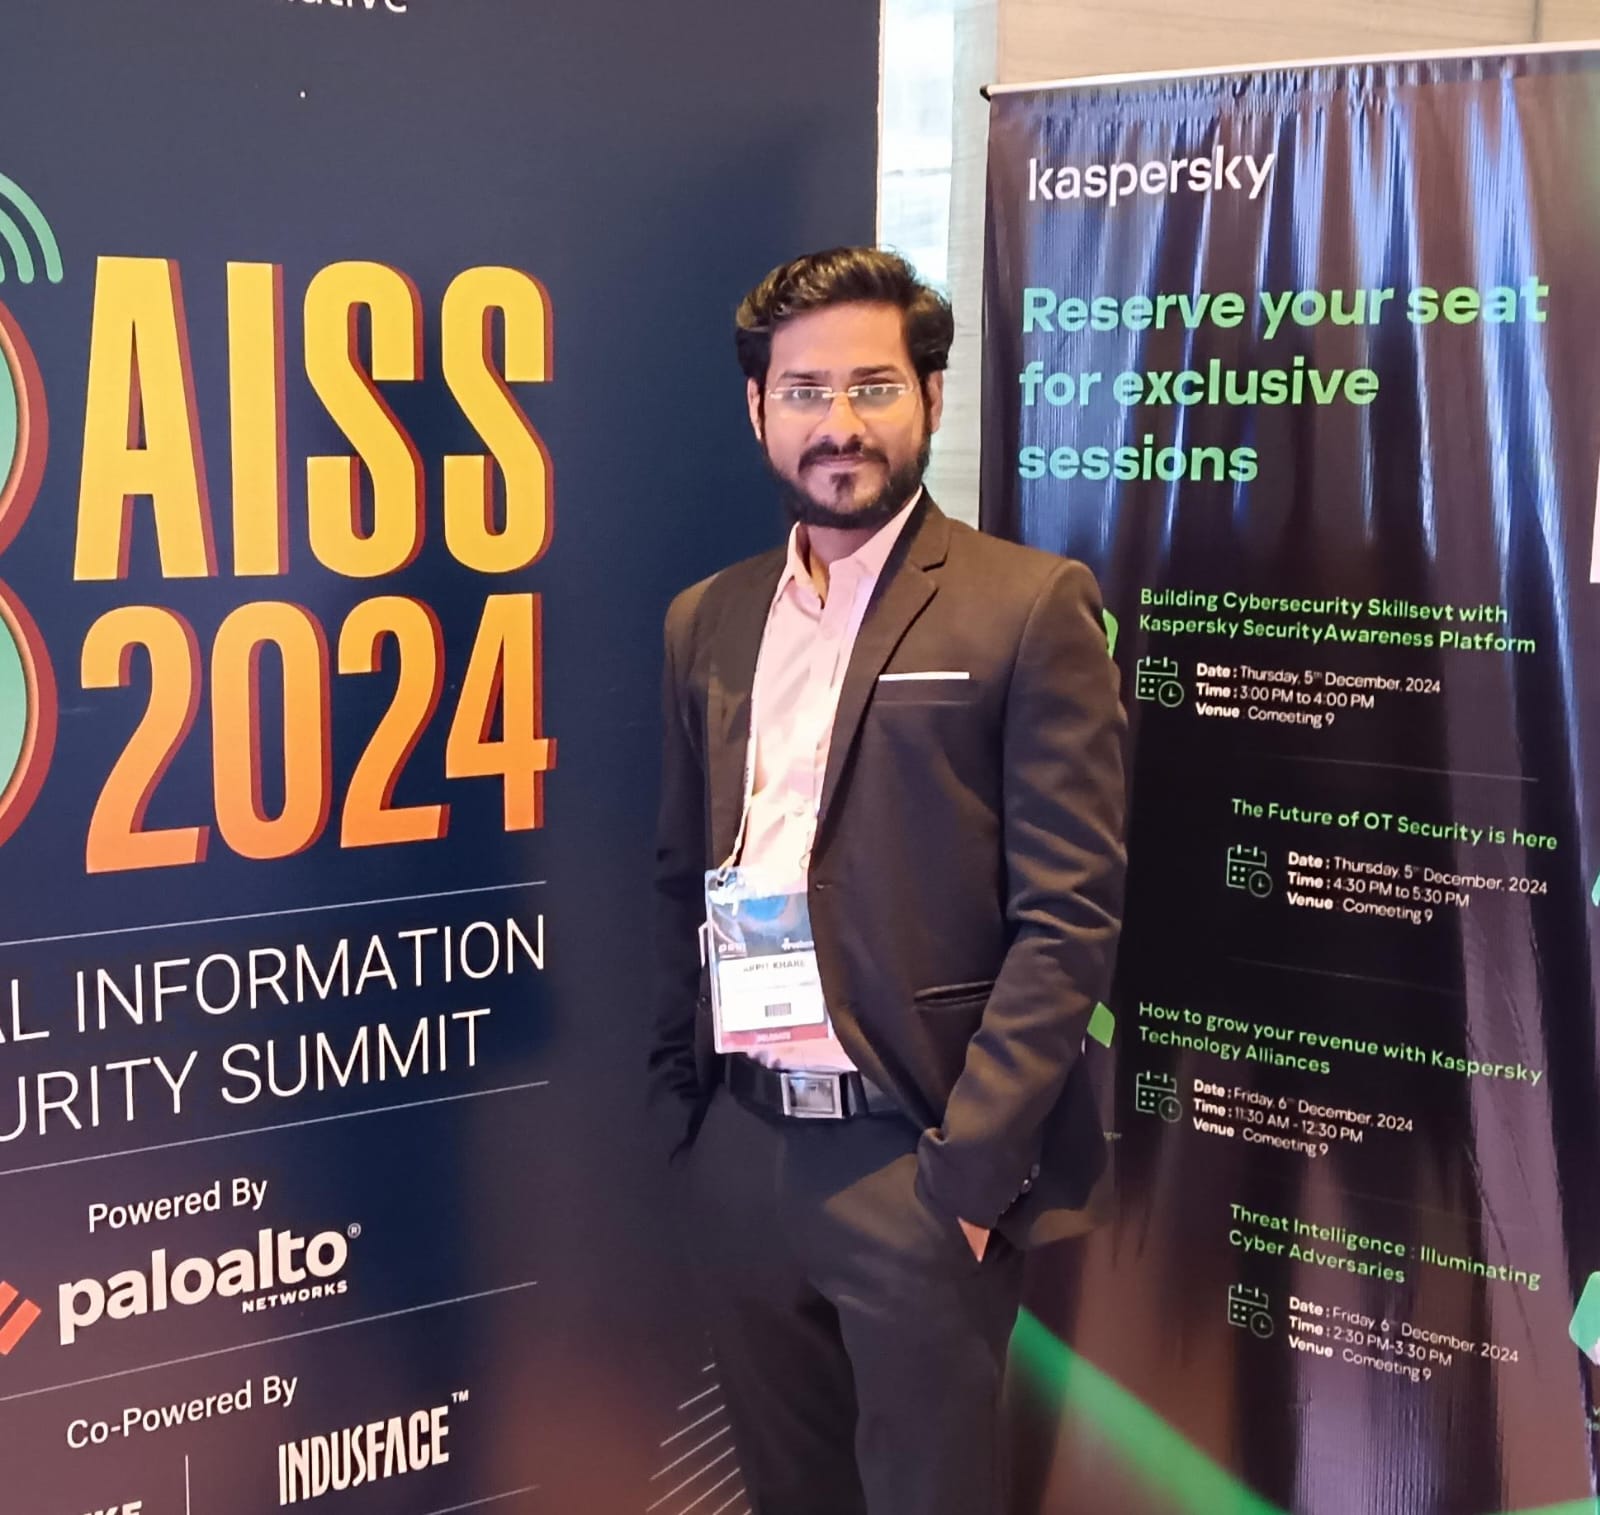 AISS
2024
AL INFORMATION
URITY SUMMIT
Powered By
paloalto®
NETWORKS
Co-Powered By
INDUSFACE™
kaspersky
Reserve your seat
for exclusive
sessions
Building Cybersecurity Skillsevt with
Kaspersky SecurityAwareness Platform
Date : Thursday, 5th December, 2024
Time : 3:00 PM to 4:00 PM
Venue : Comeeting 9
The Future of OT Security is here
Date : Thursday, 5th December, 2024
Time : 4:30 PM to 5:30 PM
Venue : Comeeting 9
How to grow your revenue with Kaspersky
Technology Alliances
Date : Friday, 6th December, 2024
Time : 11:30 AM - 12:30 PM
Venue : Comeeting 9
Threat Intelligence : Illuminating
Cyber Adversaries
Date : Friday, 6th December, 2024
Time : 2:30 PM-3:30 PM
Venue : Comeeting 9